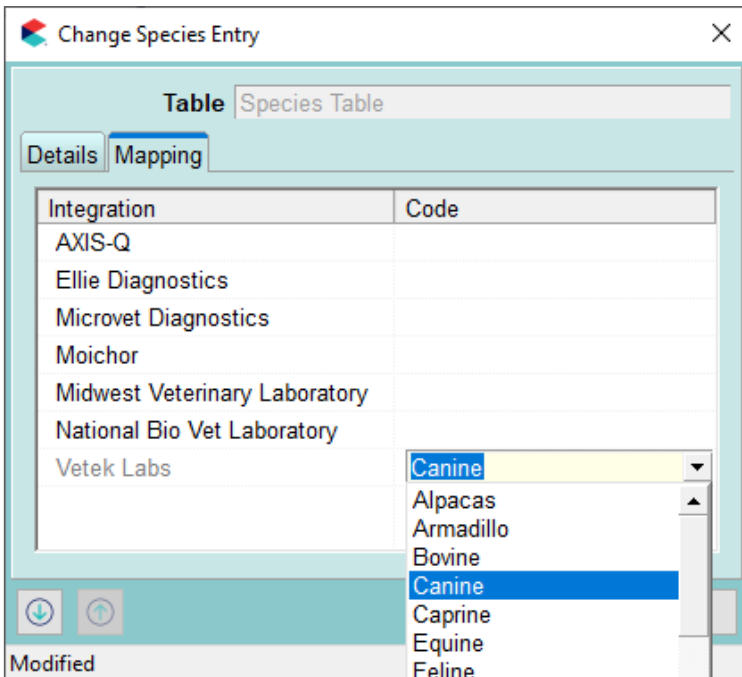 Change Species Entry
Table Species Table
Details Mapping
Integration Code
AXIS-Q
Ellie Diagnostics
Microvet Diagnostics
Moichor
Midwest Veterinary Laboratory
National Bio Vet Laboratory
Vetek Labs Canine
Alpacas
Armadillo
Bovine
Canine
Caprine
Equine
Feline
Modified